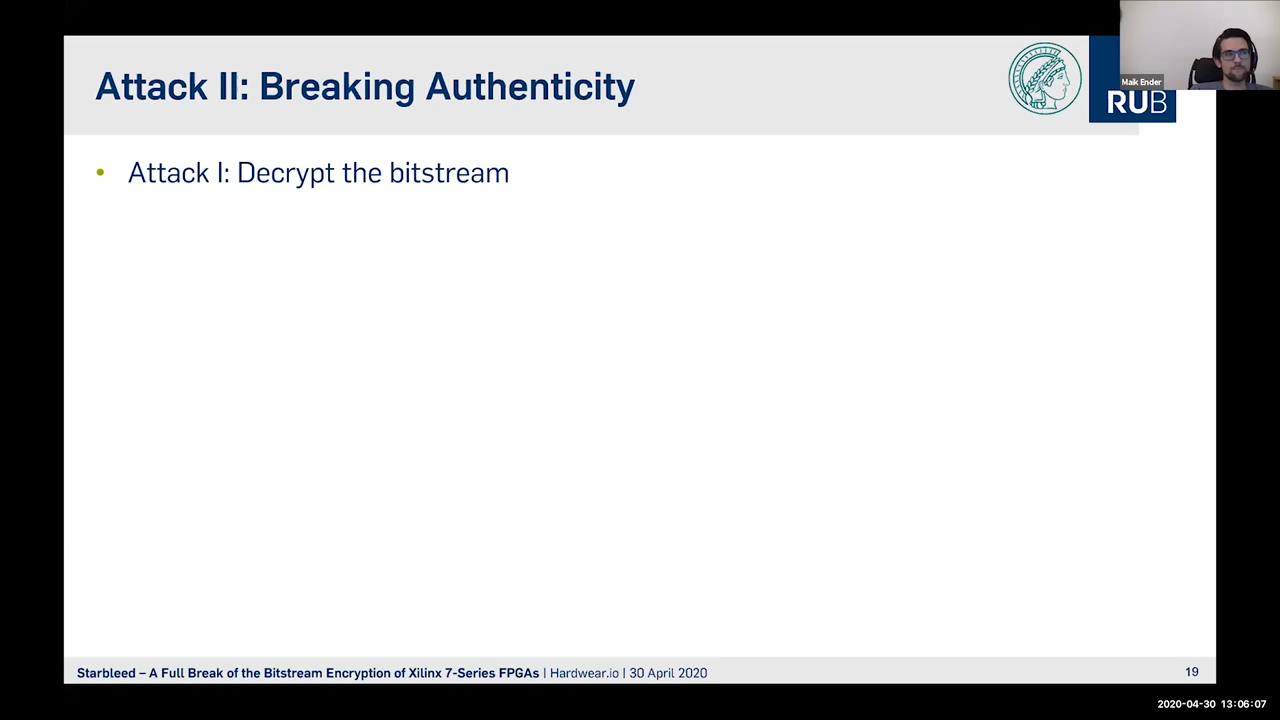 Attack II: Breaking Authenticity
Maik Ender
RUB
• Attack I: Decrypt the bitstream
Starbleed – A Full Break of the Bitstream Encryption of Xilinx 7-Series FPGAs | Hardwear.io | 30 April 2020
19
2020-04-30 13:06:07